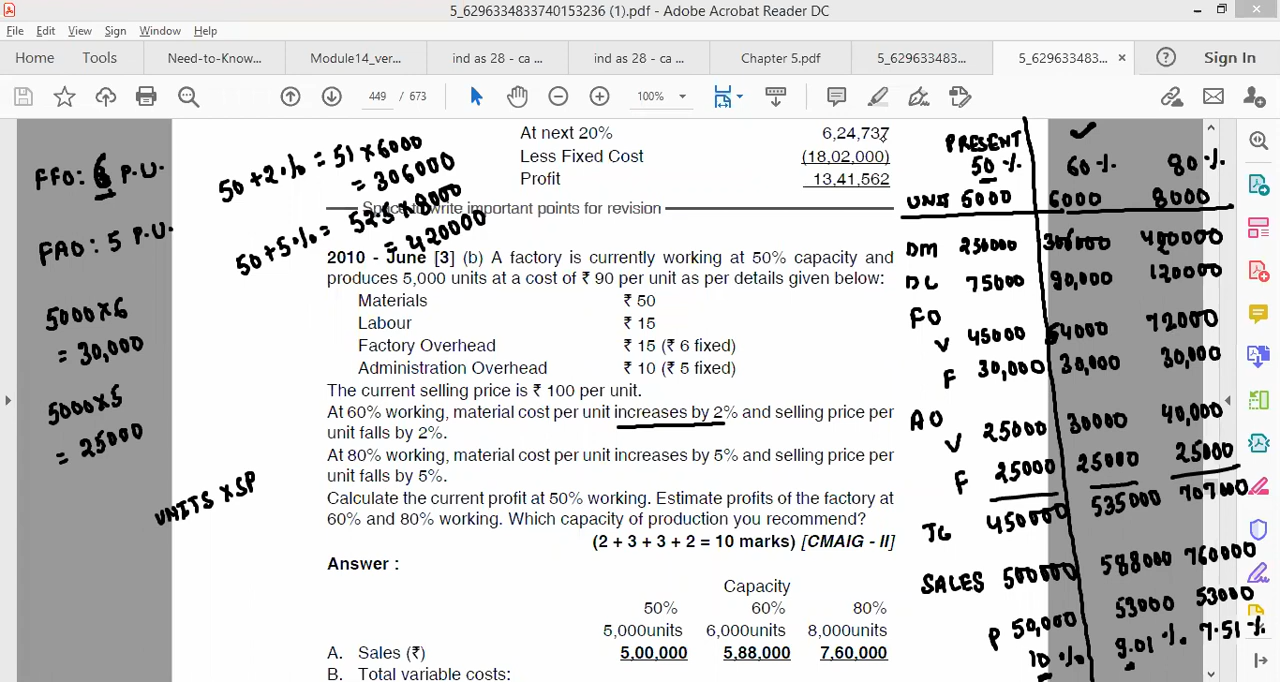 5_6296334833740153236 (1).pdf - Adobe Acrobat Reader DC
File Edit View Sign Window Help
Home Tools Need-to-Know... Module14_ver... ind as 28 - ca ... ind as 28 - ca ... Chapter 5.pdf 5_629633483... 5_629633483... × Sign In
449 / 673 100%
At next 20% 6,24,737
Less Fixed Cost (18,02,000)
Profit 13,41,562
Space to write important points for revision
2010 - June [3] (b) A factory is currently working at 50% capacity and
produces 5,000 units at a cost of ₹ 90 per unit as per details given below:
Materials ₹ 50
Labour ₹ 15
Factory Overhead ₹ 15 (₹ 6 fixed)
Administration Overhead ₹ 10 (₹ 5 fixed)
The current selling price is ₹ 100 per unit.
At 60% working, material cost per unit increases by 2% and selling price per
unit falls by 2%.
At 80% working, material cost per unit increases by 5% and selling price per
unit falls by 5%.
Calculate the current profit at 50% working. Estimate profits of the factory at
60% and 80% working. Which capacity of production you recommend?
(2 + 3 + 3 + 2 = 10 marks) [CMAIG - II]
Answer :
Capacity
50% 60% 80%
5,000units 6,000units 8,000units
A. Sales (₹) 5,00,000 5,88,000 7,60,000
B. Total variable costs:
FFO: 6 P.U.
FAO: 5 P.U.
5000x6
= 30,000
5000x5
= 25000
UNITS x SP
50+2% = 51 x 6000
= 306000
50+5% = 52.5 x 8000
= 420000
PRESENT
50% 60% 80%
UNIT 5000 6000 8000
DM 250000 306000 420000
DL 75000 90,000 120000
FO
V 45000 54000 72000
F 30,000 30,000 30,000
AO
V 25000 30000 40,000
F 25000 25000 25000
TC 450000 535000 707000
SALES 500000 588000 760000
P 50,000 53000 53000
10% 9.01% 7.51%